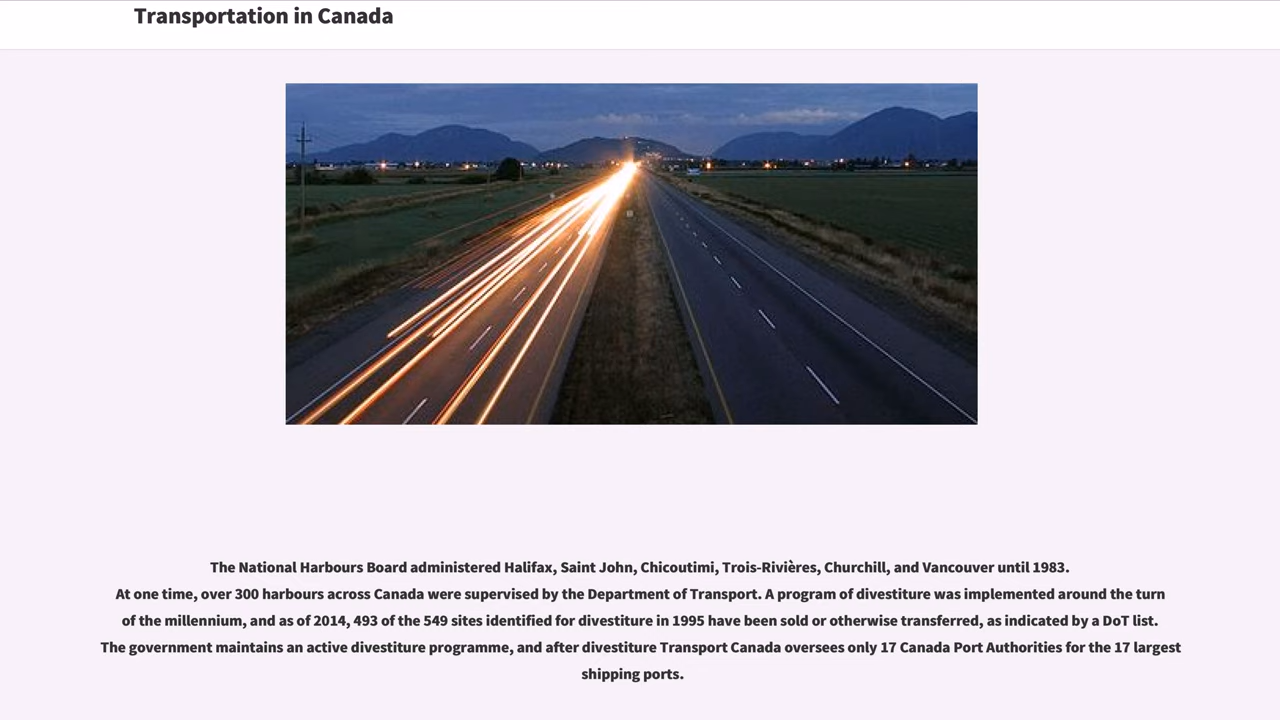 Transportation in Canada
The National Harbours Board administered Halifax, Saint John, Chicoutimi, Trois-Rivières, Churchill, and Vancouver until 1983.
At one time, over 300 harbours across Canada were supervised by the Department of Transport. A program of divestiture was implemented around the turn
of the millennium, and as of 2014, 493 of the 549 sites identified for divestiture in 1995 have been sold or otherwise transferred, as indicated by a DoT list.
The government maintains an active divestiture programme, and after divestiture Transport Canada oversees only 17 Canada Port Authorities for the 17 largest
shipping ports.